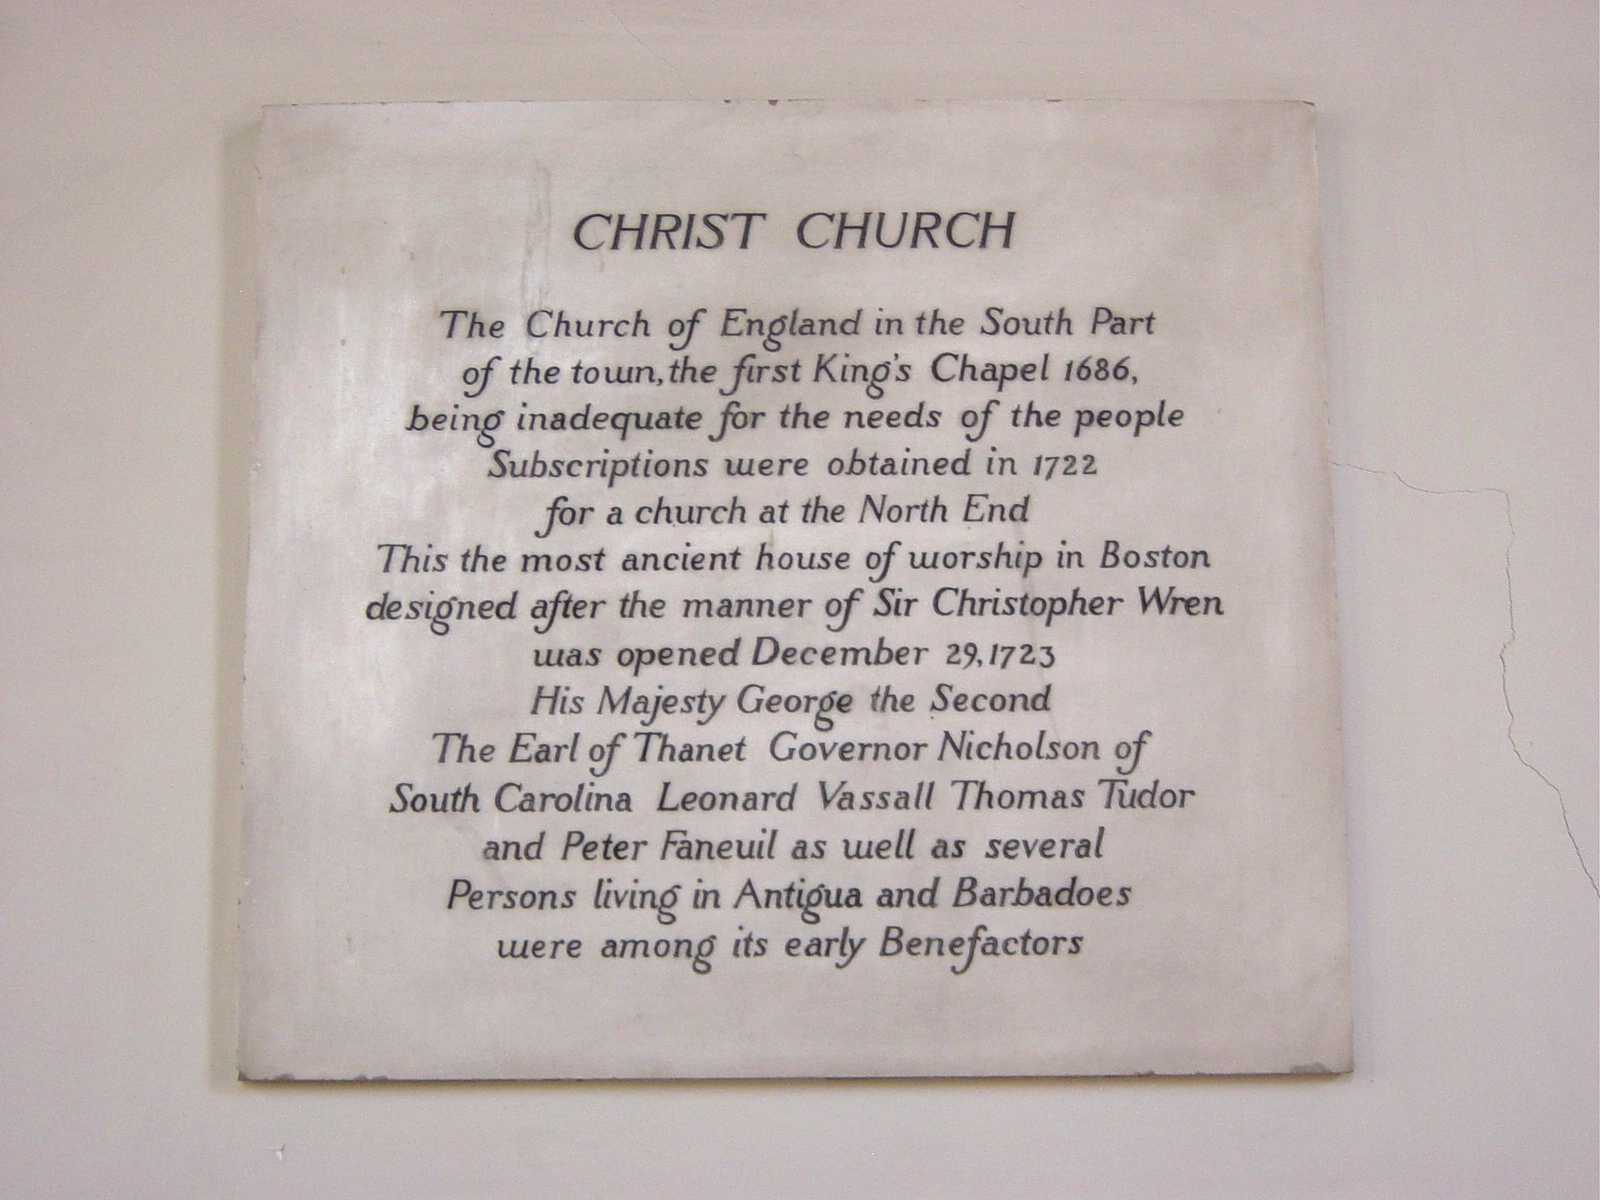 CHRIST CHURCH
The Church of England in the South Part
of the town, the first King's Chapel 1686,
being inadequate for the needs of the people
Subscriptions were obtained in 1722
for a church at the North End
This the most ancient house of worship in Boston
designed after the manner of Sir Christopher Wren
was opened December 29, 1723
His Majesty George the Second
The Earl of Thanet Governor Nicholson of
South Carolina Leonard Vassall Thomas Tudor
and Peter Faneuil as well as several
Persons living in Antigua and Barbadoes
were among its early Benefactors